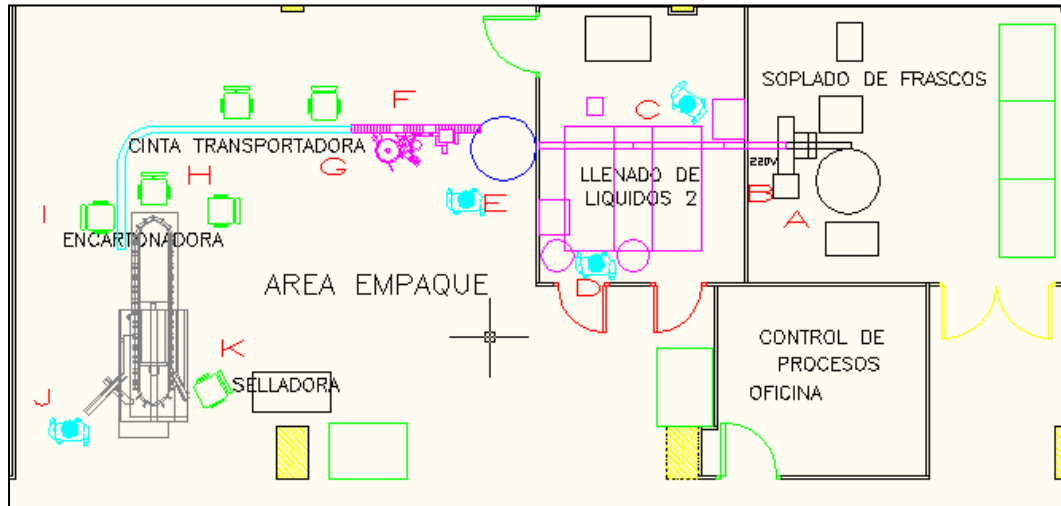 SOPLADO DE FRASCOS
F
C
CINTA TRANSPORTADORA
G
220V
B
A
H
LLENADO DE
LIQUIDOS 2
E
I
ENCARTONADORA
AREA EMPAQUE
D
CONTROL DE
PROCESOS
OFICINA
K
SELLADORA
J